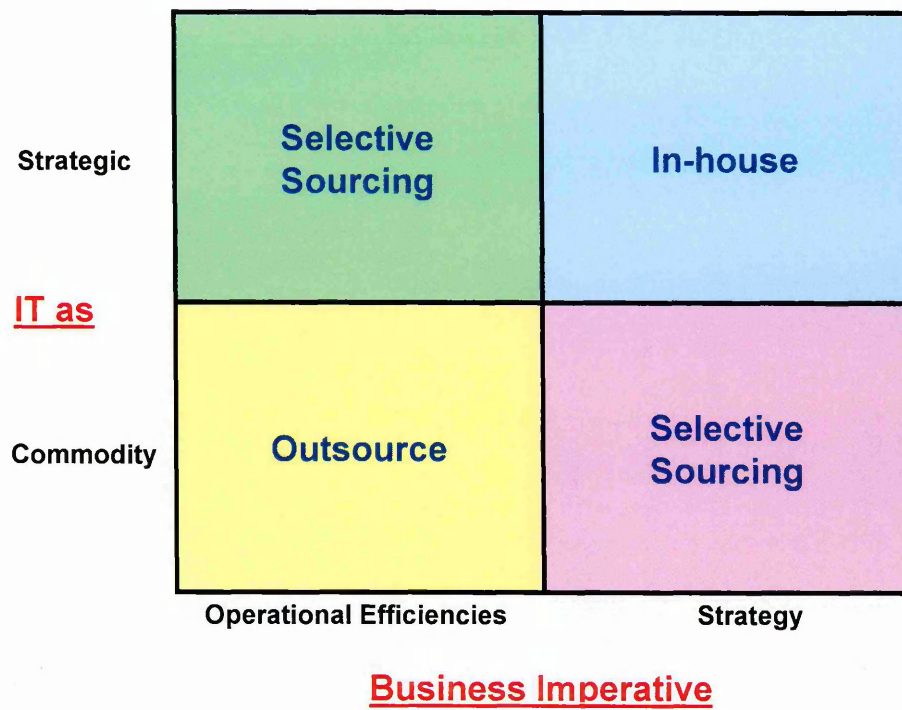 Strategic
Selective
Sourcing
In-house
IT as
Commodity
Outsource
Selective
Sourcing
Operational Efficiencies
Strategy
Business Imperative